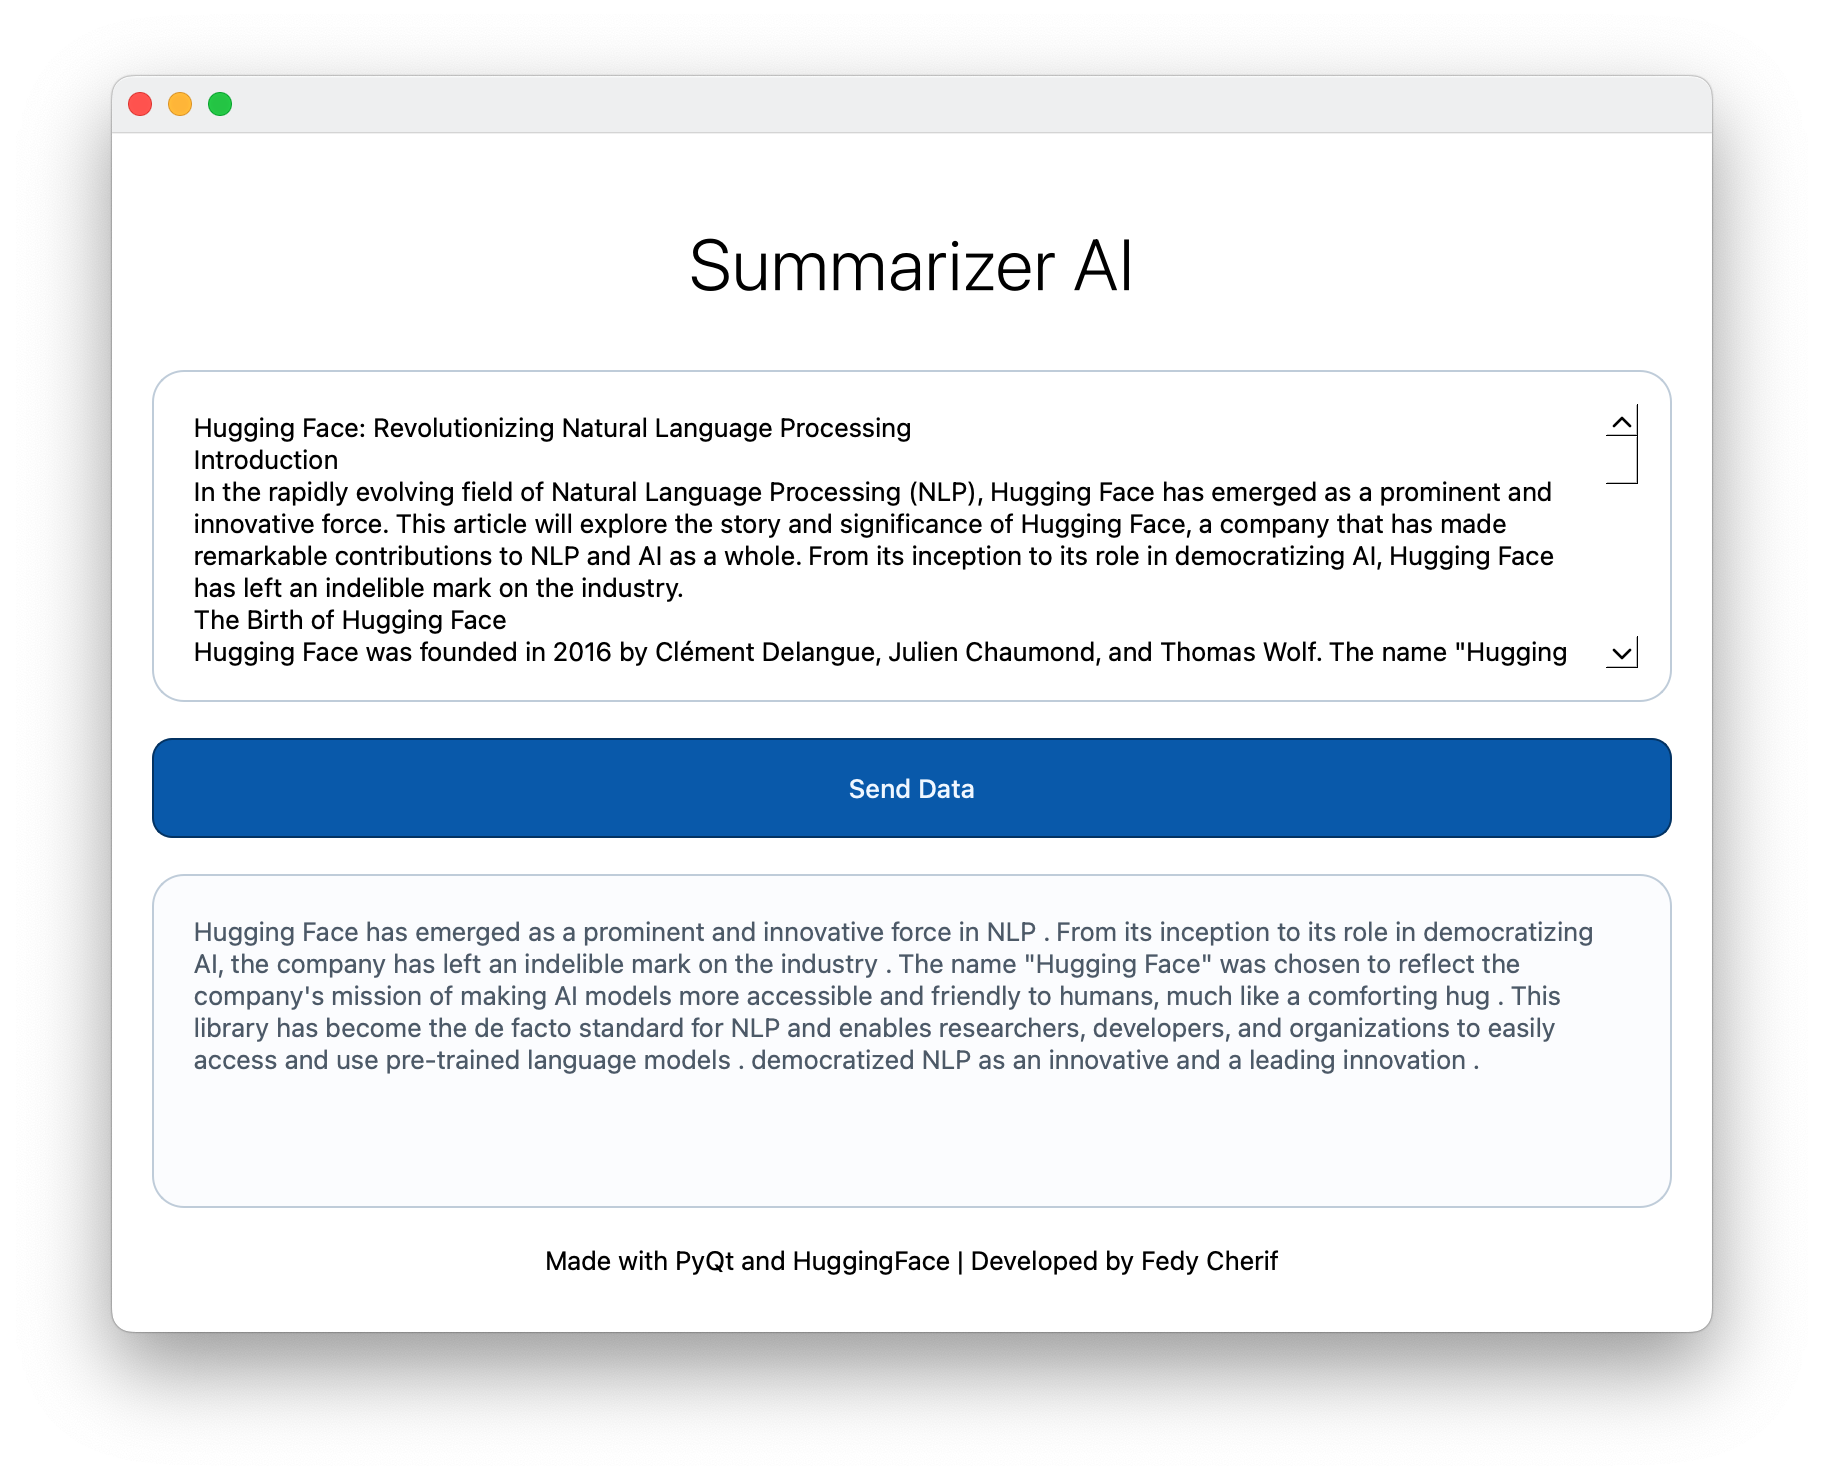 Summarizer AI
Hugging Face: Revolutionizing Natural Language Processing
Introduction
In the rapidly evolving field of Natural Language Processing (NLP), Hugging Face has emerged as a prominent and
innovative force. This article will explore the story and significance of Hugging Face, a company that has made
remarkable contributions to NLP and AI as a whole. From its inception to its role in democratizing AI, Hugging Face
has left an indelible mark on the industry.
The Birth of Hugging Face
Hugging Face was founded in 2016 by Clément Delangue, Julien Chaumond, and Thomas Wolf. The name "Hugging
Send Data
Hugging Face has emerged as a prominent and innovative force in NLP . From its inception to its role in democratizing
AI, the company has left an indelible mark on the industry . The name "Hugging Face" was chosen to reflect the
company's mission of making AI models more accessible and friendly to humans, much like a comforting hug . This
library has become the de facto standard for NLP and enables researchers, developers, and organizations to easily
access and use pre-trained language models . democratized NLP as an innovative and a leading innovation .
Made with PyQt and HuggingFace | Developed by Fedy Cherif